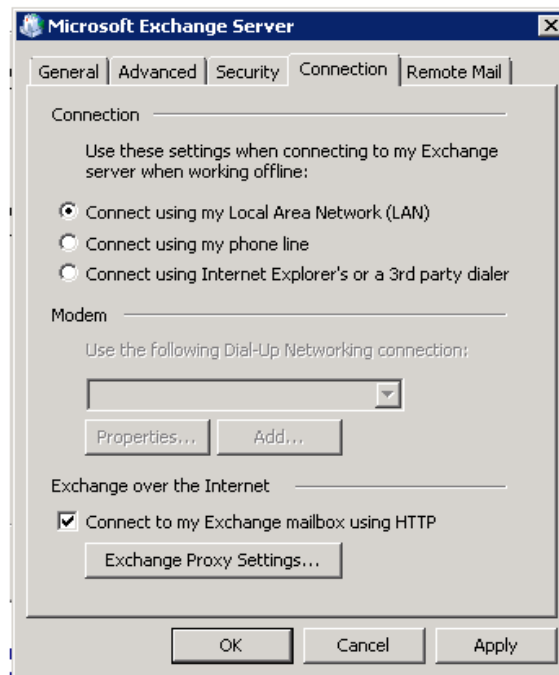 Microsoft Exchange Server
General Advanced Security Connection Remote Mail
Connection
Use these settings when connecting to my Exchange
server when working offline:
Connect using my Local Area Network (LAN)
Connect using my phone line
Connect using Internet Explorer's or a 3rd party dialer
Modem
Use the following Dial-Up Networking connection:
Properties... Add...
Exchange over the Internet
Connect to my Exchange mailbox using HTTP
Exchange Proxy Settings...
OK Cancel Apply